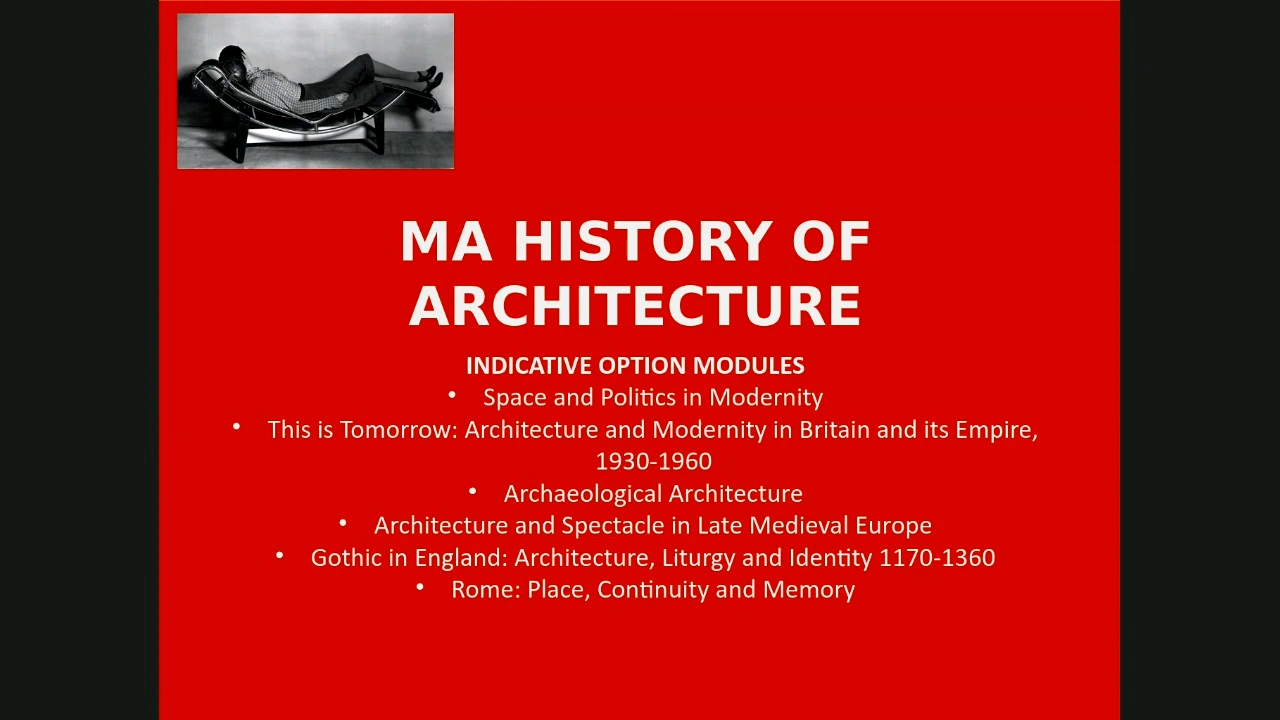 MA HISTORY OF
ARCHITECTURE
INDICATIVE OPTION MODULES
• Space and Politics in Modernity
• This is Tomorrow: Architecture and Modernity in Britain and its Empire,
1930-1960
• Archaeological Architecture
• Architecture and Spectacle in Late Medieval Europe
• Gothic in England: Architecture, Liturgy and Identity 1170-1360
• Rome: Place, Continuity and Memory